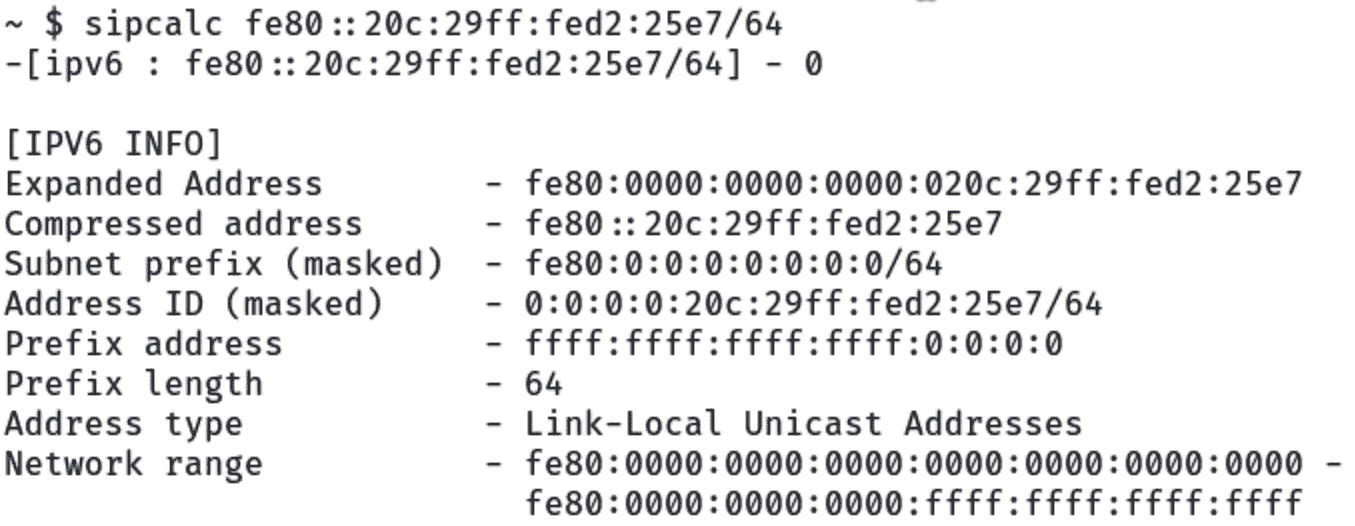 ~ $ sipcalc fe80::20c:29ff:fed2:25e7/64
-[ipv6 : fe80::20c:29ff:fed2:25e7/64] - 0
[IPV6 INFO]
Expanded Address - fe80:0000:0000:0000:020c:29ff:fed2:25e7
Compressed address - fe80::20c:29ff:fed2:25e7
Subnet prefix (masked) - fe80:0:0:0:0:0:0:0/64
Address ID (masked) - 0:0:0:0:20c:29ff:fed2:25e7/64
Prefix address - ffff:ffff:ffff:ffff:0:0:0:0
Prefix length - 64
Address type - Link-Local Unicast Addresses
Network range - fe80:0000:0000:0000:0000:0000:0000:0000 -
fe80:0000:0000:0000:ffff:ffff:ffff:ffff